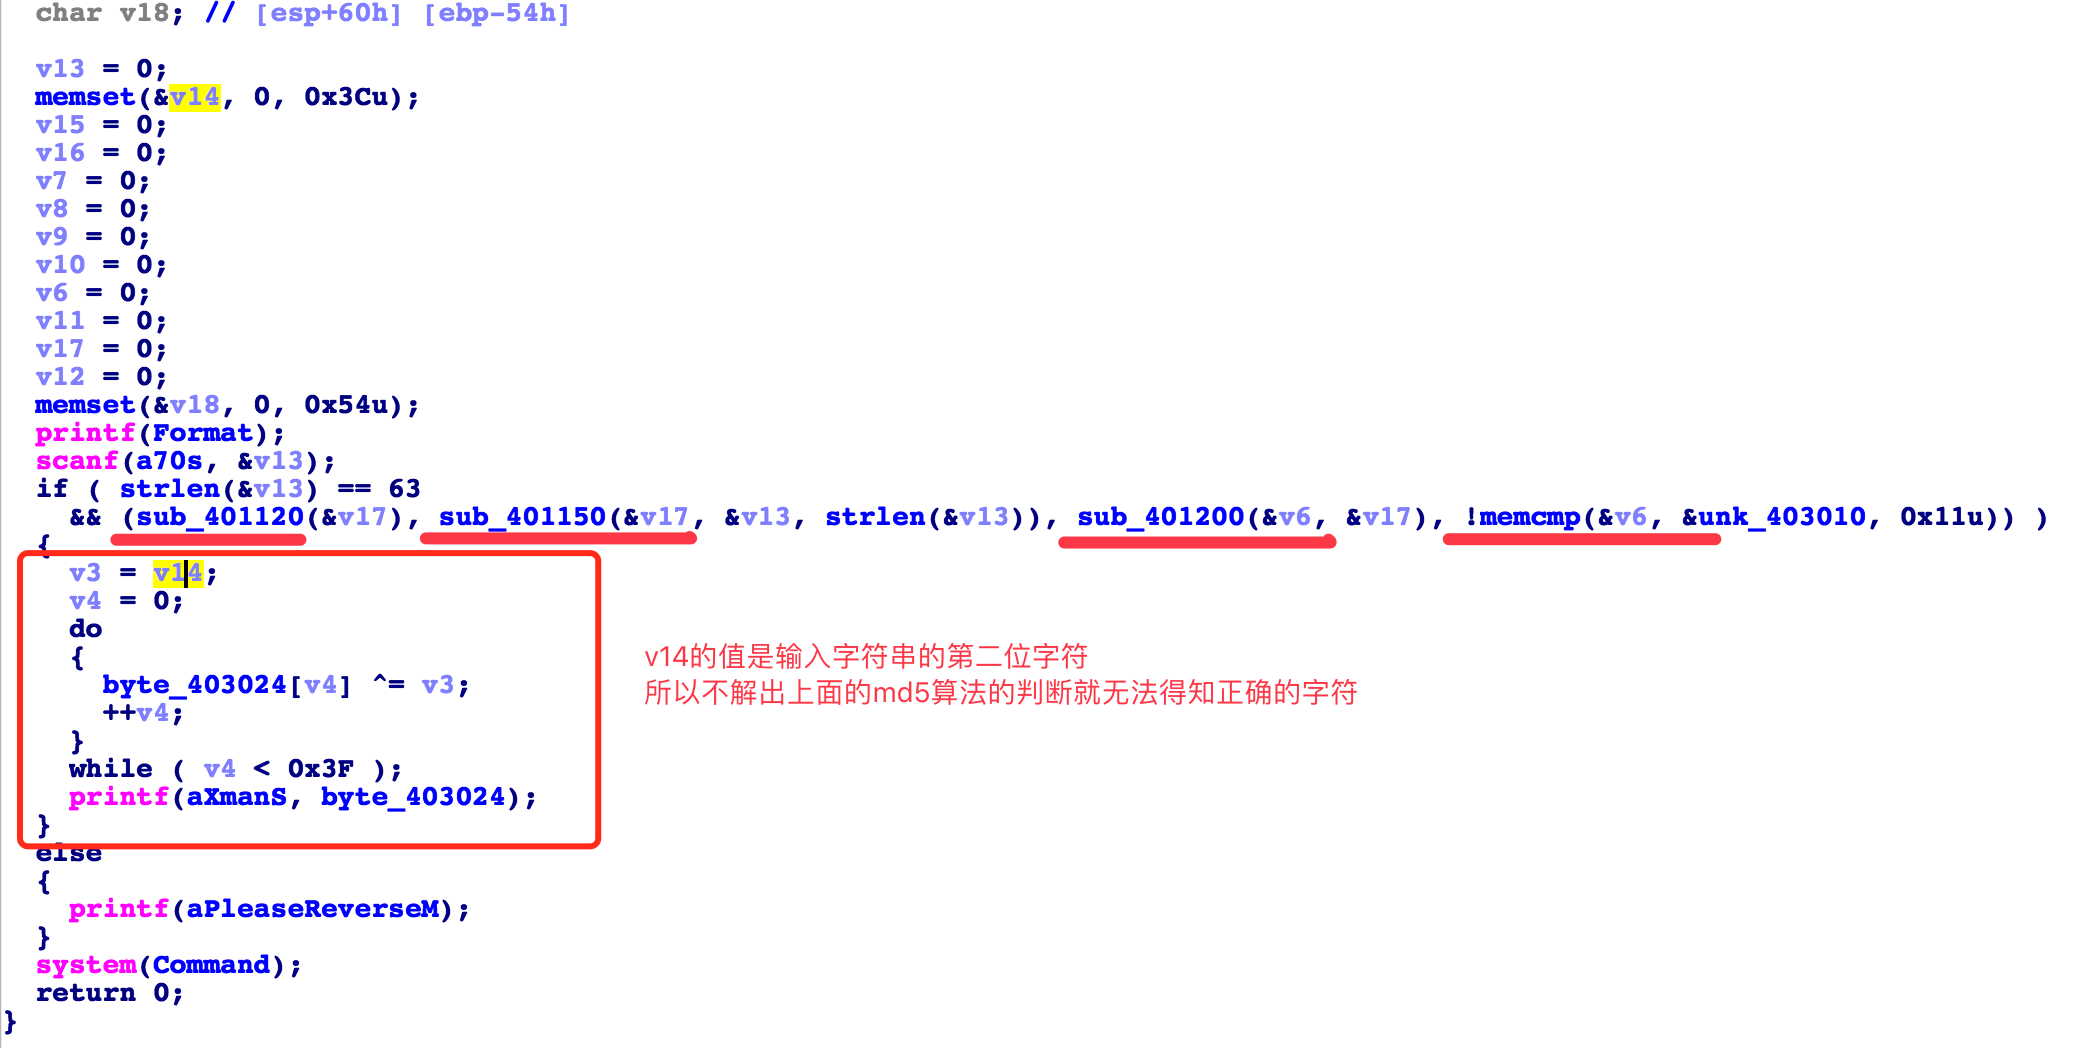 char v18; // [esp+60h] [ebp-54h]
v13 = 0;
memset(&v14, 0, 0x3Cu);
v15 = 0;
v16 = 0;
v7 = 0;
v8 = 0;
v9 = 0;
v10 = 0;
v6 = 0;
v11 = 0;
v17 = 0;
v12 = 0;
memset(&v18, 0, 0x54u);
printf(Format);
scanf(a70s, &v13);
if ( strlen(&v13) == 63
&& (sub_401120(&v17), sub_401150(&v17, &v13, strlen(&v13)), sub_401200(&v6, &v17), !memcmp(&v6, &unk_403010, 0x11u)) )
{
v3 = v14;
v4 = 0;
do
{
byte_403024[v4] ^= v3;
++v4;
}
while ( v4 < 0x3F );
printf(aXmanS, byte_403024);
}
v14的值是输入字符串的第二位字符
所以不解出上面的md5算法的判断就无法得知正确的字符
else
{
printf(aPleaseReverseM);
}
system(Command);
return 0;
}